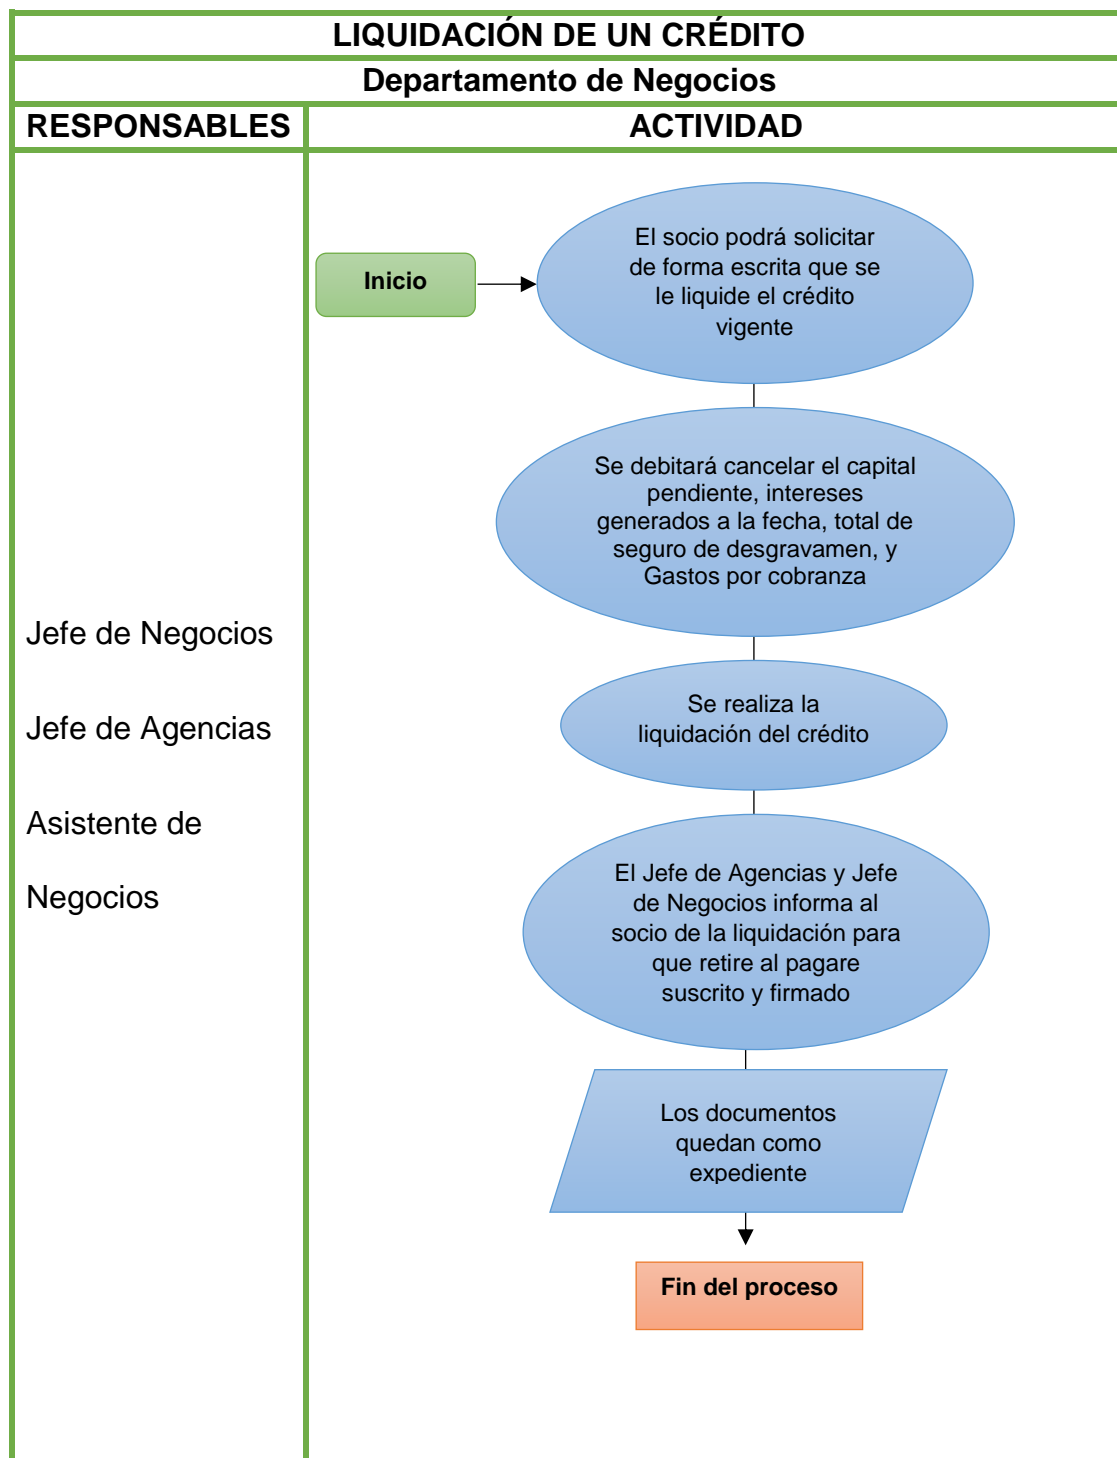 LIQUIDACIÓN DE UN CRÉDITO
Departamento de Negocios
RESPONSABLES
ACTIVIDAD
Jefe de Negocios
Jefe de Agencias
Asistente de
Negocios
Inicio
El socio podrá solicitar
de forma escrita que se
le liquide el crédito
vigente
Se debitará cancelar el capital
pendiente, intereses
generados a la fecha, total de
seguro de desgravamen, y
Gastos por cobranza
Se realiza la
liquidación del crédito
El Jefe de Agencias y Jefe
de Negocios informa al
socio de la liquidación para
que retire al pagare
suscrito y firmado
Los documentos
quedan como
expediente
Fin del proceso